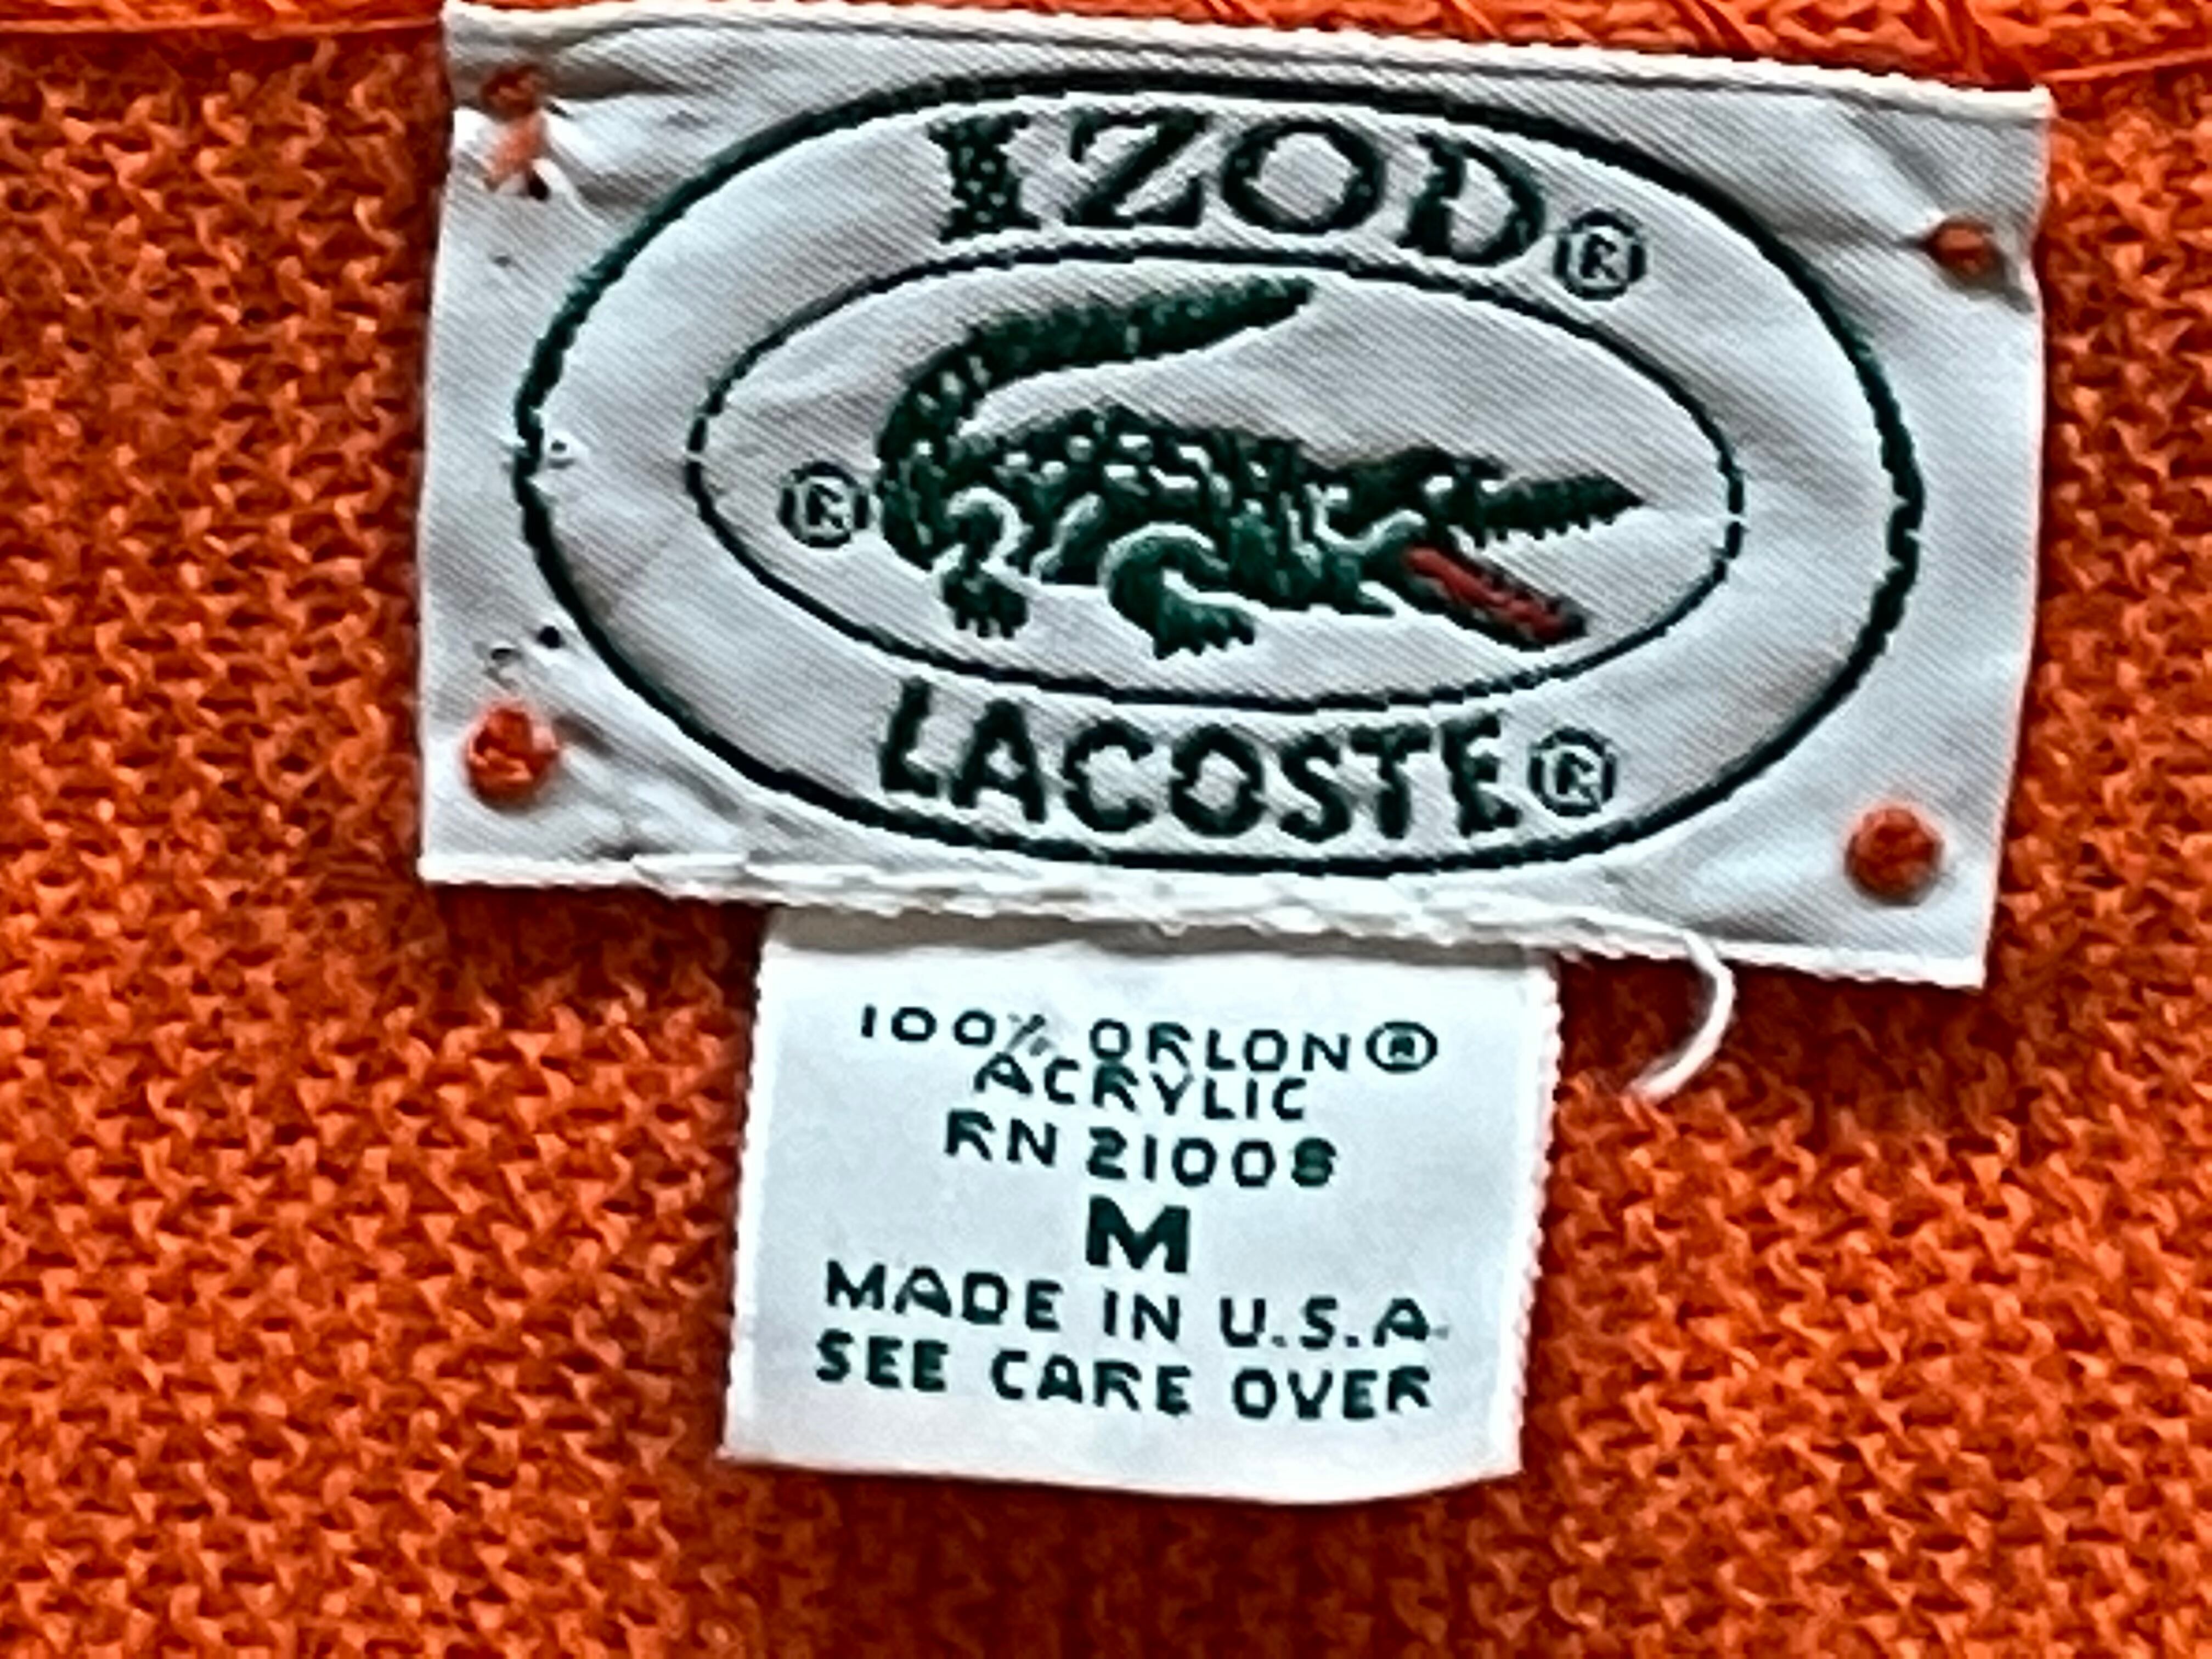 IZOD®
®
LACOSTE®
100% ORLON®
ACRYLIC
RN 21008
M
MADE IN U.S.A.
SEE CARE OVER